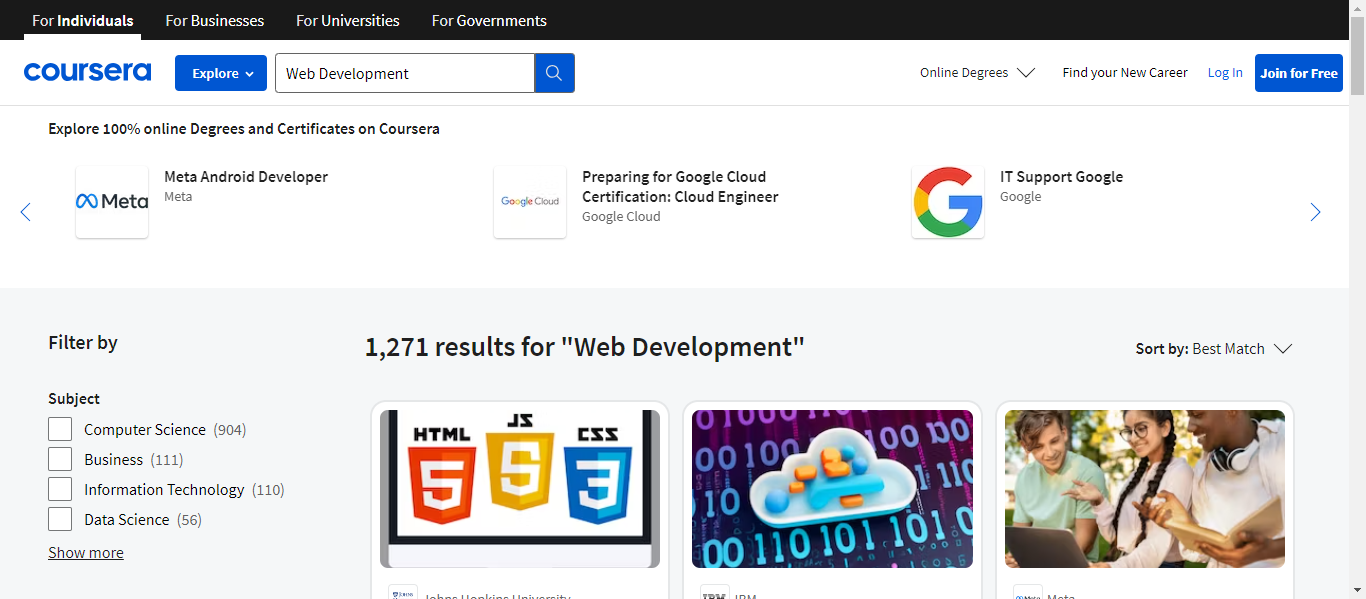 For Individuals For Businesses For Universities For Governments
coursera Explore Web Development Online Degrees Find your New Career Log In Join for Free
Explore 100% online Degrees and Certificates on Coursera
Meta
Meta Android Developer
Meta
Google Cloud
Preparing for Google Cloud
Certification: Cloud Engineer
Google Cloud
IT Support Google
Google
Filter by
1,271 results for "Web Development"
Sort by: Best Match
Subject
Computer Science (904)
Business (111)
Information Technology (110)
Data Science (56)
Show more
HTML JS CSS
5 5 3
Johns Hopkins University
IBM IBM
Meta Meta